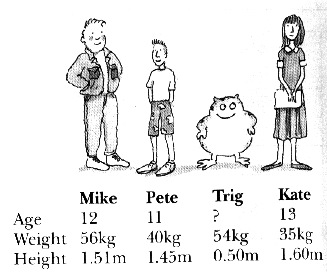 Mike Pete Trig Kate
Age 12 11 ? 13
Weight 56kg 40kg 54kg 35kg
Height 1.51m 1.45m 0.50m 1.60m